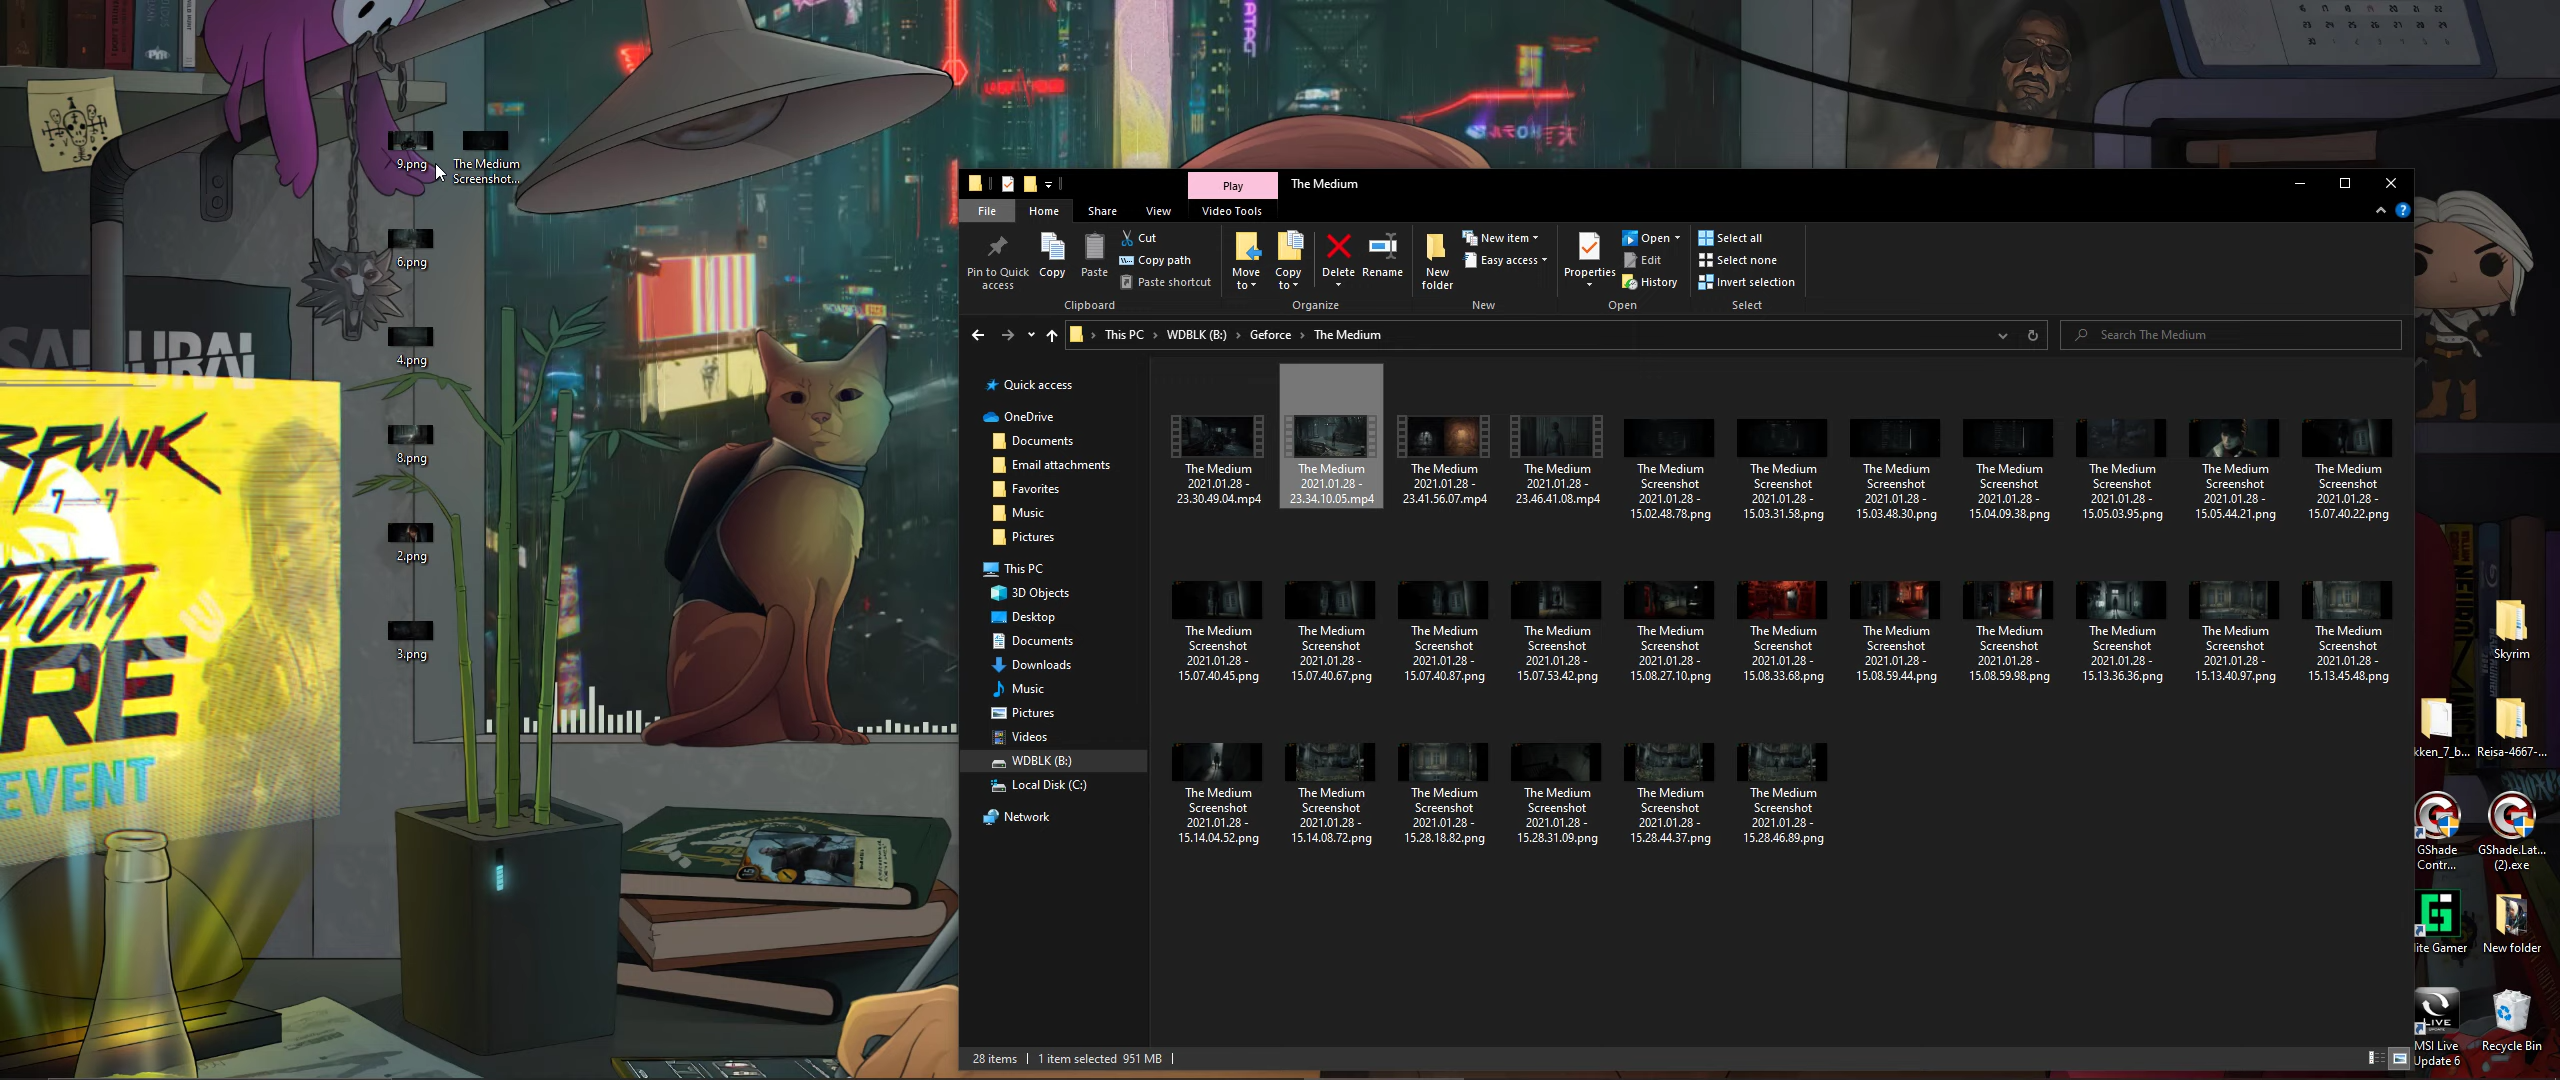 ATAC
SAMURAI
RPUNK
77
CITY
RE
EVENT
9.png
The Medium
Screenshot...
6.png
4.png
8.png
2.png
3.png
Play
The Medium
File
Home
Share
View
Video Tools
Pin to Quick
access
Copy
Paste
Cut
Copy path
Paste shortcut
Clipboard
Move
to
Copy
to
Delete
Rename
Organize
New
folder
New item
Easy access
New
Properties
Open
Edit
History
Open
Select all
Select none
Invert selection
Select
This PC > WDBLK (B:) > Geforce > The Medium
Search The Medium
Quick access
OneDrive
Documents
Email attachments
Favorites
Music
Pictures
This PC
3D Objects
Desktop
Documents
Downloads
Music
Pictures
Videos
WDBLK (B:)
Local Disk (C:)
Network
The Medium
2021.01.28 -
23.30.49.04.mp4
The Medium
2021.01.28 -
23.34.10.05.mp4
The Medium
2021.01.28 -
23.41.56.07.mp4
The Medium
2021.01.28 -
23.46.41.08.mp4
The Medium
Screenshot
2021.01.28 -
15.02.48.78.png
The Medium
Screenshot
2021.01.28 -
15.03.31.58.png
The Medium
Screenshot
2021.01.28 -
15.03.48.30.png
The Medium
Screenshot
2021.01.28 -
15.04.09.38.png
The Medium
Screenshot
2021.01.28 -
15.05.03.95.png
The Medium
Screenshot
2021.01.28 -
15.05.44.21.png
The Medium
Screenshot
2021.01.28 -
15.07.40.22.png
The Medium
Screenshot
2021.01.28 -
15.07.40.45.png
The Medium
Screenshot
2021.01.28 -
15.07.40.67.png
The Medium
Screenshot
2021.01.28 -
15.07.40.87.png
The Medium
Screenshot
2021.01.28 -
15.07.53.42.png
The Medium
Screenshot
2021.01.28 -
15.08.27.10.png
The Medium
Screenshot
2021.01.28 -
15.08.33.68.png
The Medium
Screenshot
2021.01.28 -
15.08.59.44.png
The Medium
Screenshot
2021.01.28 -
15.08.59.98.png
The Medium
Screenshot
2021.01.28 -
15.13.36.36.png
The Medium
Screenshot
2021.01.28 -
15.13.40.97.png
The Medium
Screenshot
2021.01.28 -
15.13.45.48.png
The Medium
Screenshot
2021.01.28 -
15.14.04.52.png
The Medium
Screenshot
2021.01.28 -
15.14.08.72.png
The Medium
Screenshot
2021.01.28 -
15.28.18.82.png
The Medium
Screenshot
2021.01.28 -
15.28.31.09.png
The Medium
Screenshot
2021.01.28 -
15.28.44.37.png
The Medium
Screenshot
2021.01.28 -
15.28.46.89.png
28 items
1 item selected 951 MB
Skyrim
kken_7_b...
Reisa-4667-...
GShade
Contr...
GShade.Lat...
(2).exe
lite Gamer
New folder
LIVE
MSI Live
Update 6
Recycle Bin